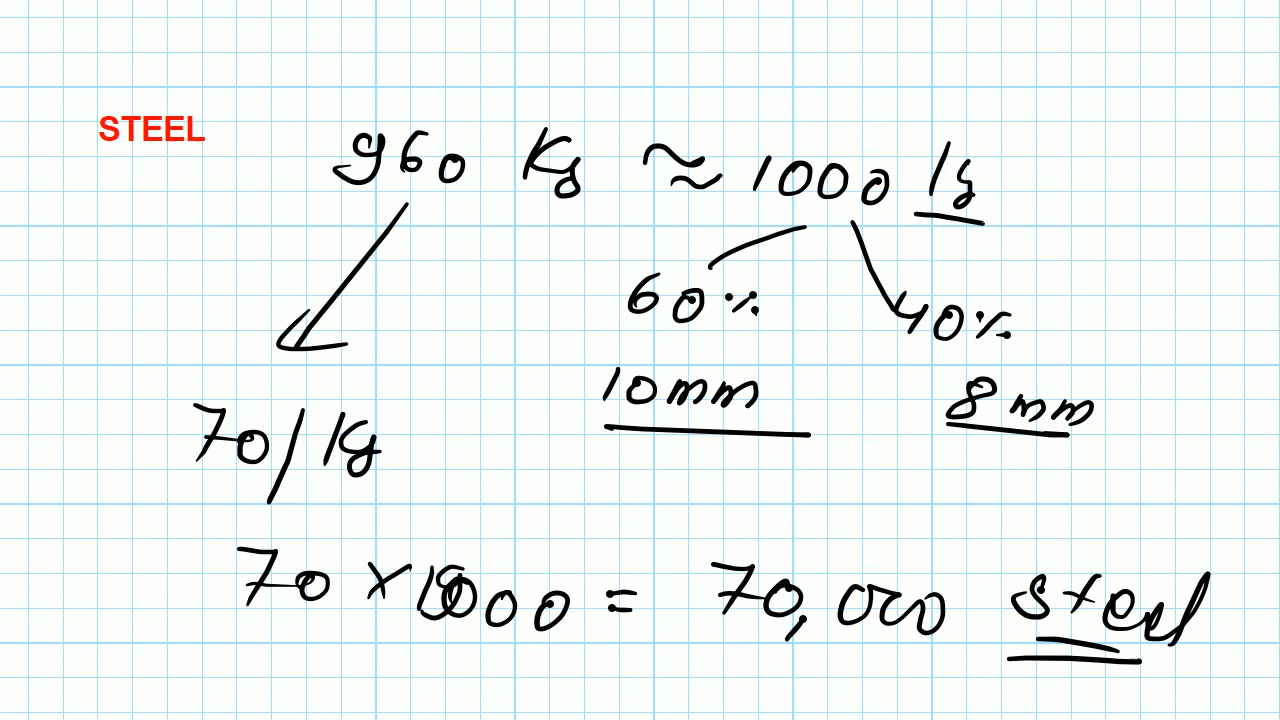 STEEL
960 Kg ≈ 1000 kg
60% 40%
10mm 8mm
70/Kg
70 × 1000 = 70,000 steel